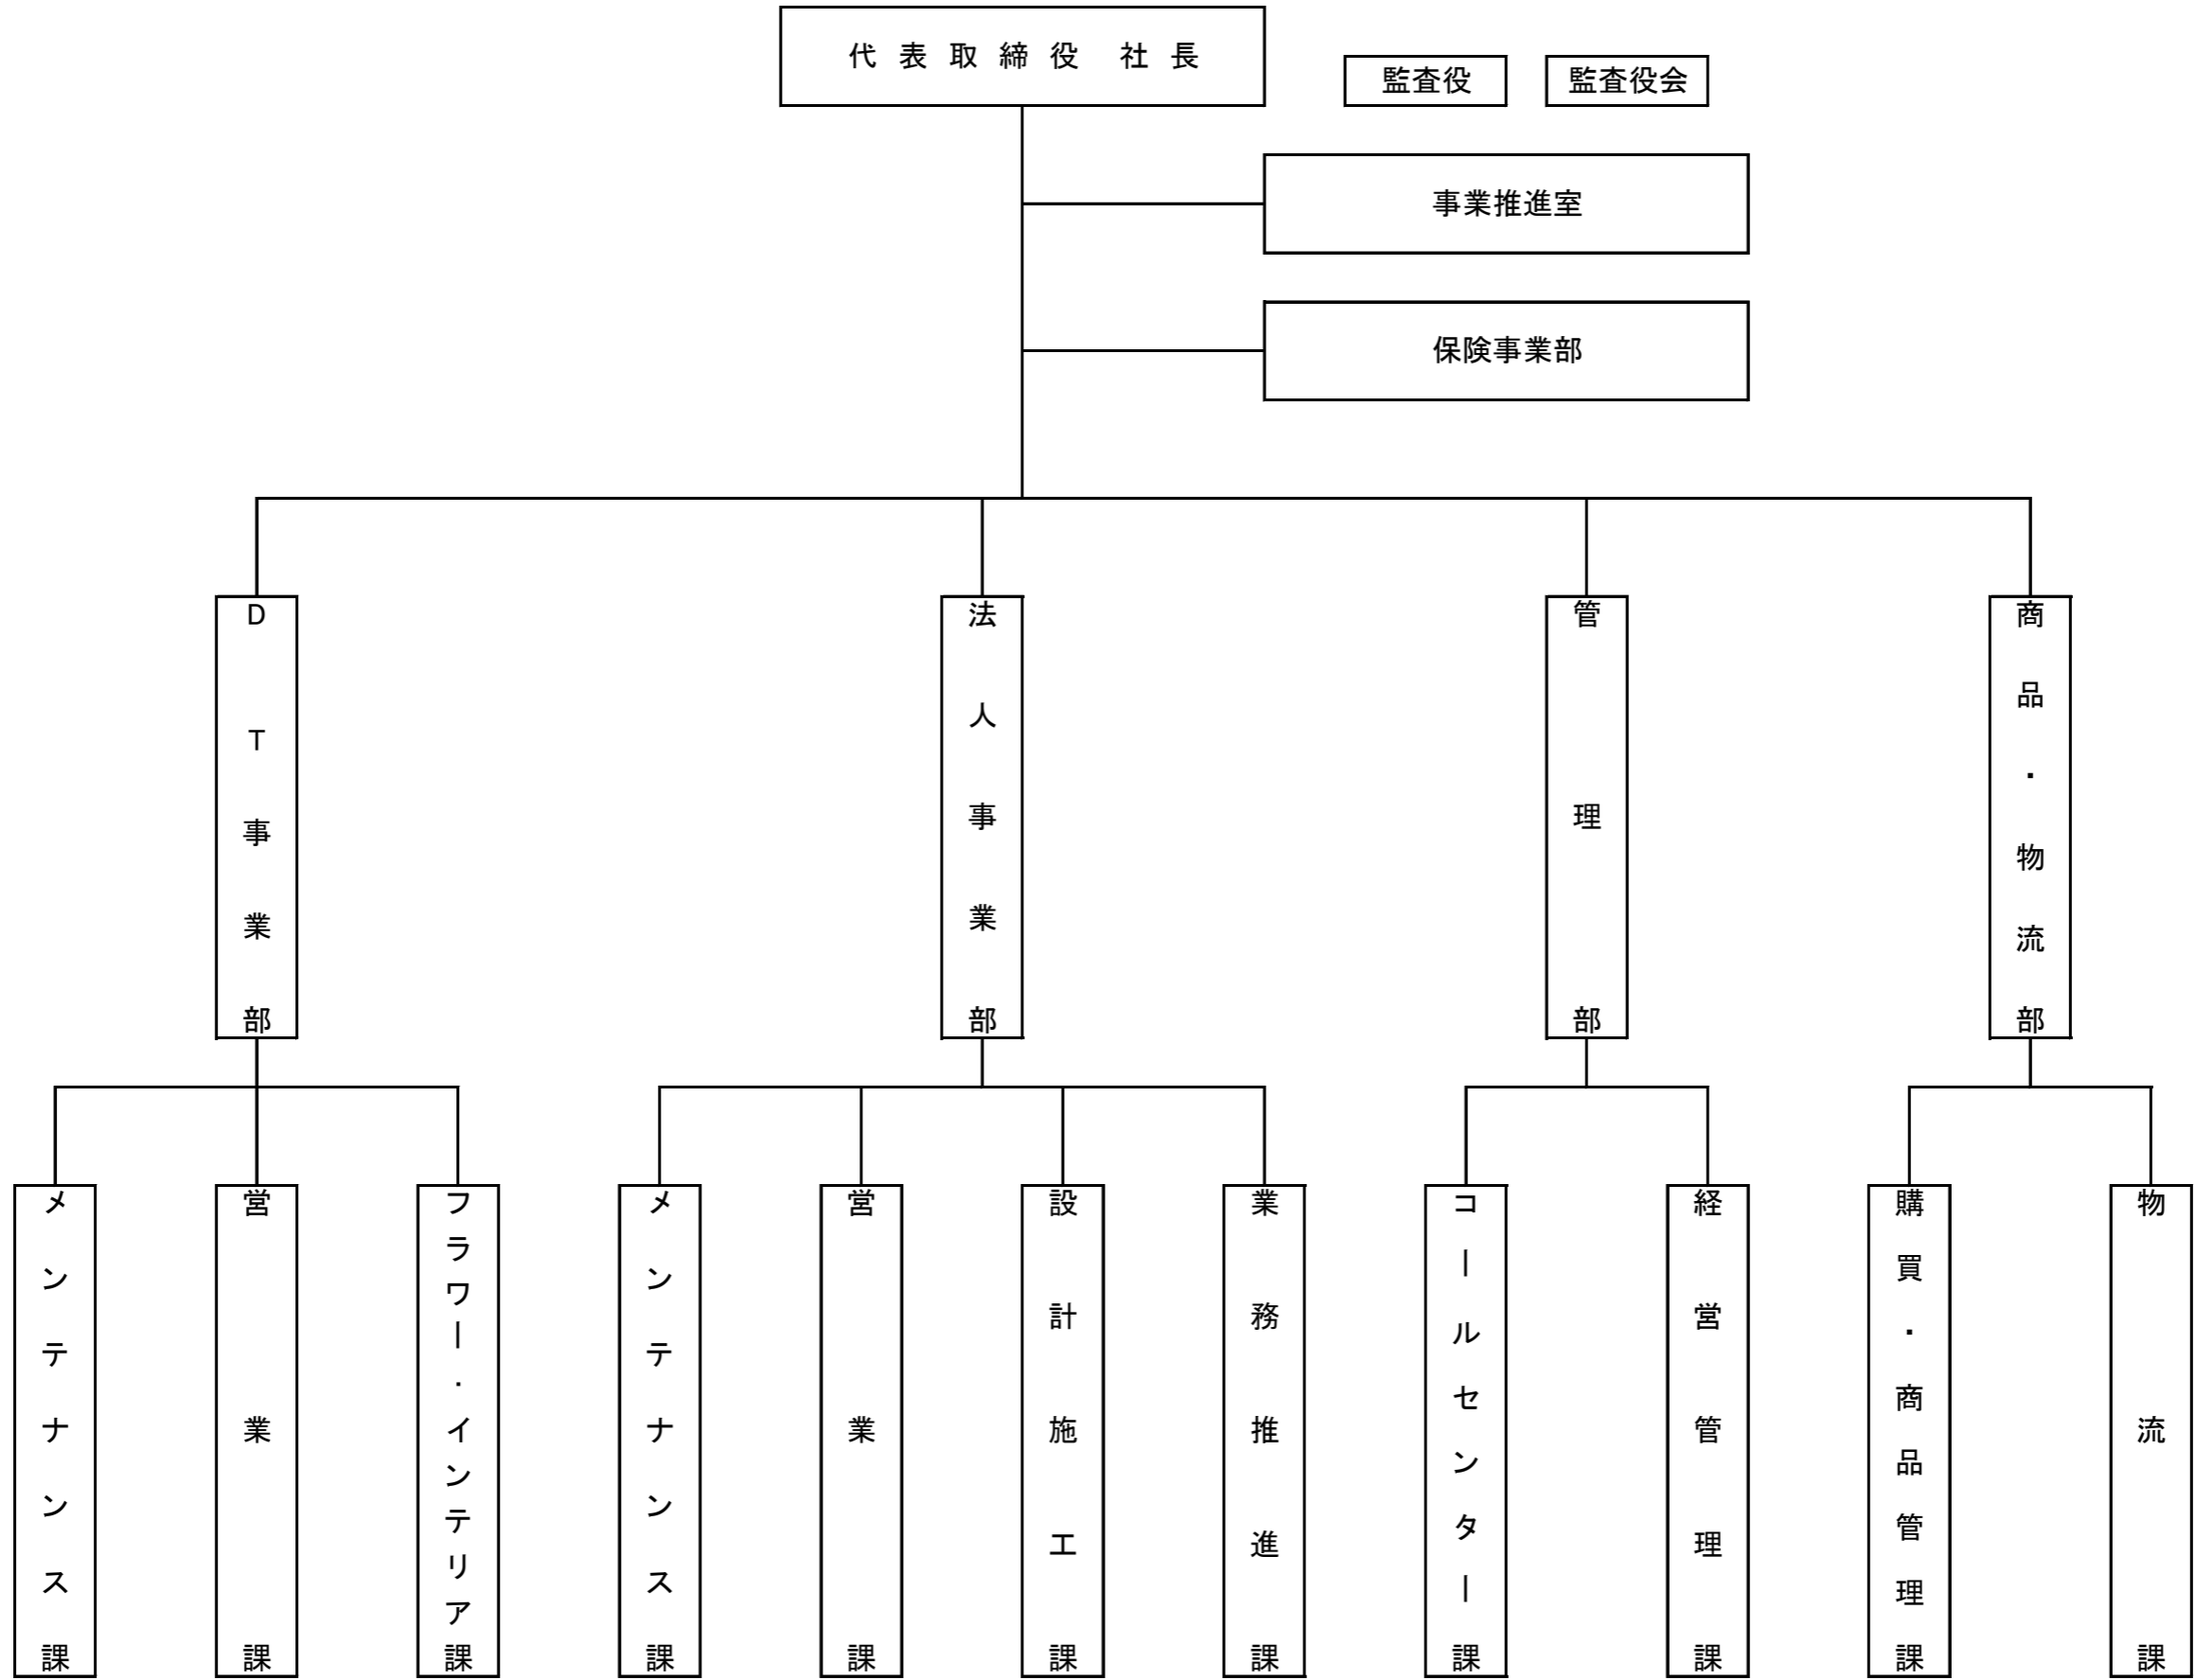 代表取締役 社長
監査役
監査役会
事業推進室
保険事業部
DT事業部
法人事業部
管理部
商品・物流部
メンテナンス課
営業課
フラワー・インテリア課
メンテナンス課
営業課
設計施工課
業務推進課
コールセンター課
経営管理課
購買・商品管理課
物流課